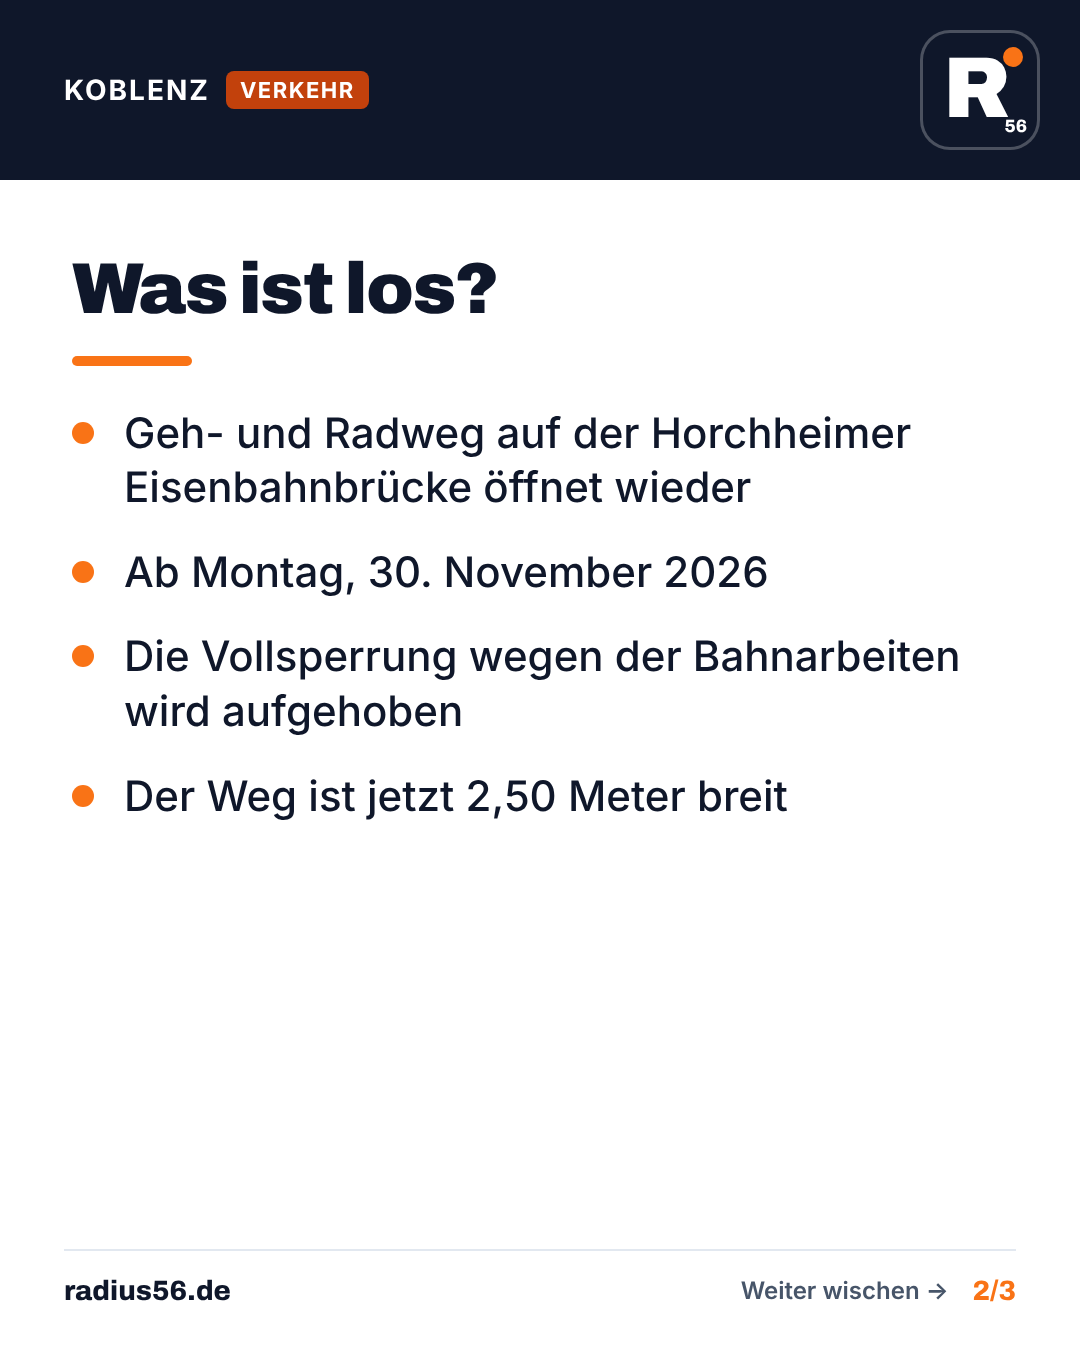 KOBLENZ VERKEHR
R
56
Was ist los?
Geh- und Radweg auf der Horchheimer
Eisenbahnbrücke öffnet wieder
Ab Montag, 30. November 2026
Die Vollsperrung wegen der Bahnarbeiten
wird aufgehoben
Der Weg ist jetzt 2,50 Meter breit
radius56.de
Weiter wischen → 2/3